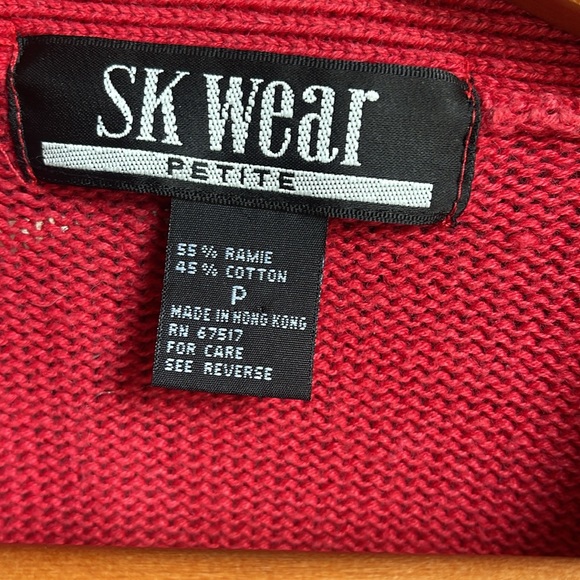 SK Wear
PETITE
55% RAMIE
45% COTTON
P
MADE IN HONG KONG
RN 67517
FOR CARE
SEE REVERSE